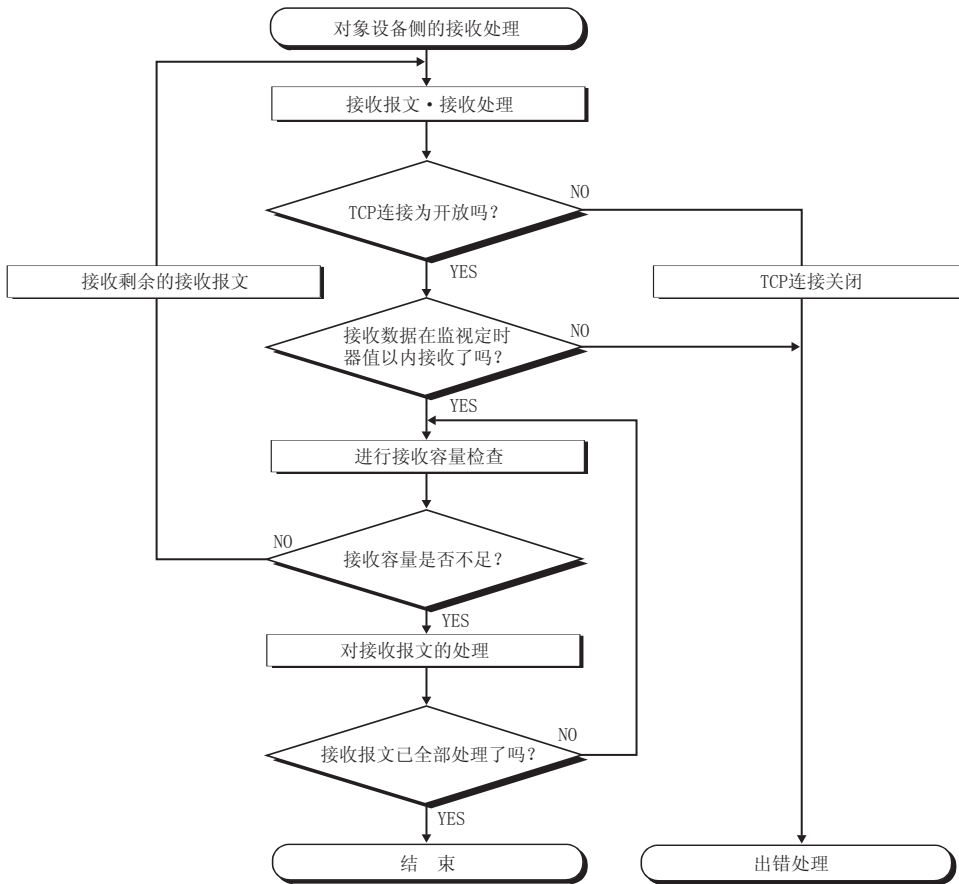 对象设备侧的接收处理
接收报文・接收处理
NO
TCP连接为开放吗？
YES
接收剩余的接收报文
TCP连接关闭
NO
接收数据在监视定时
器值以内接收了吗？
YES
进行接收容量检查
NO
接收容量是否不足？
YES
对接收报文的处理
NO
接收报文已全部处理了吗？
YES
结 束
出错处理